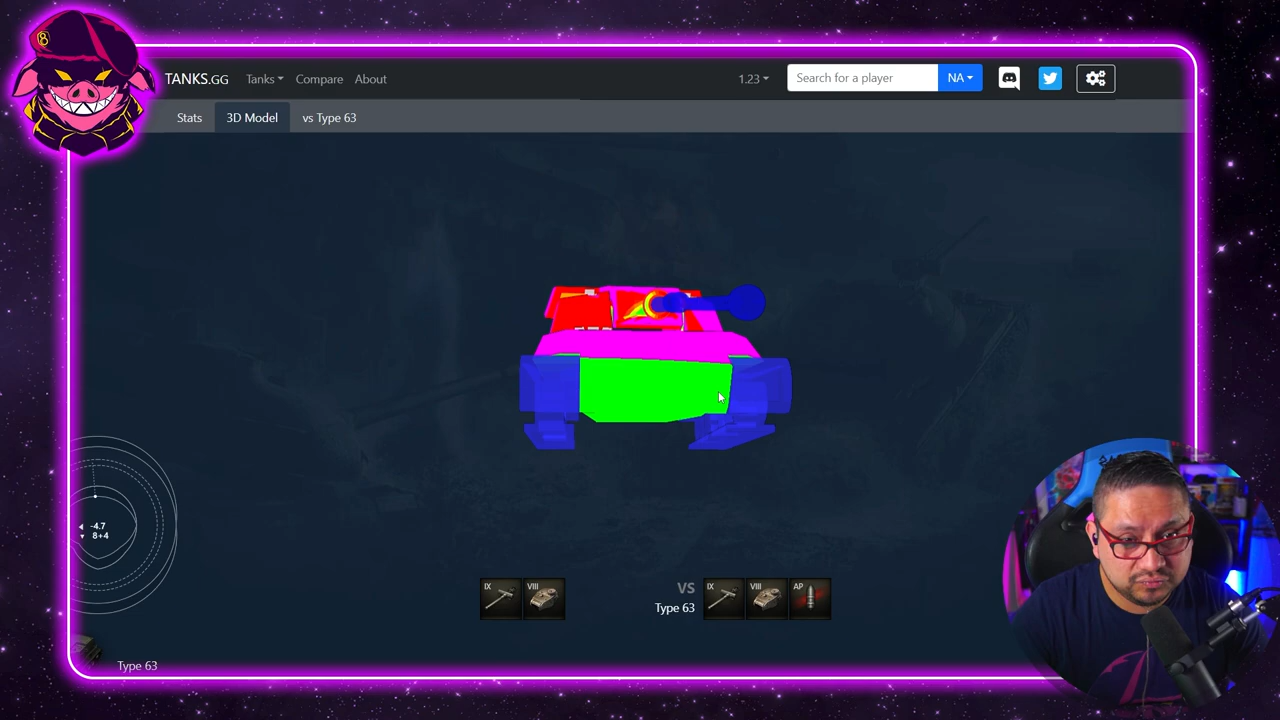 TANKS.GG Tanks Compare About 1.23 Search for a player NA
Stats 3D Model vs Type 63
-4.7
8+4
IX VIII VS IX VIII AP
Type 63
Type 63